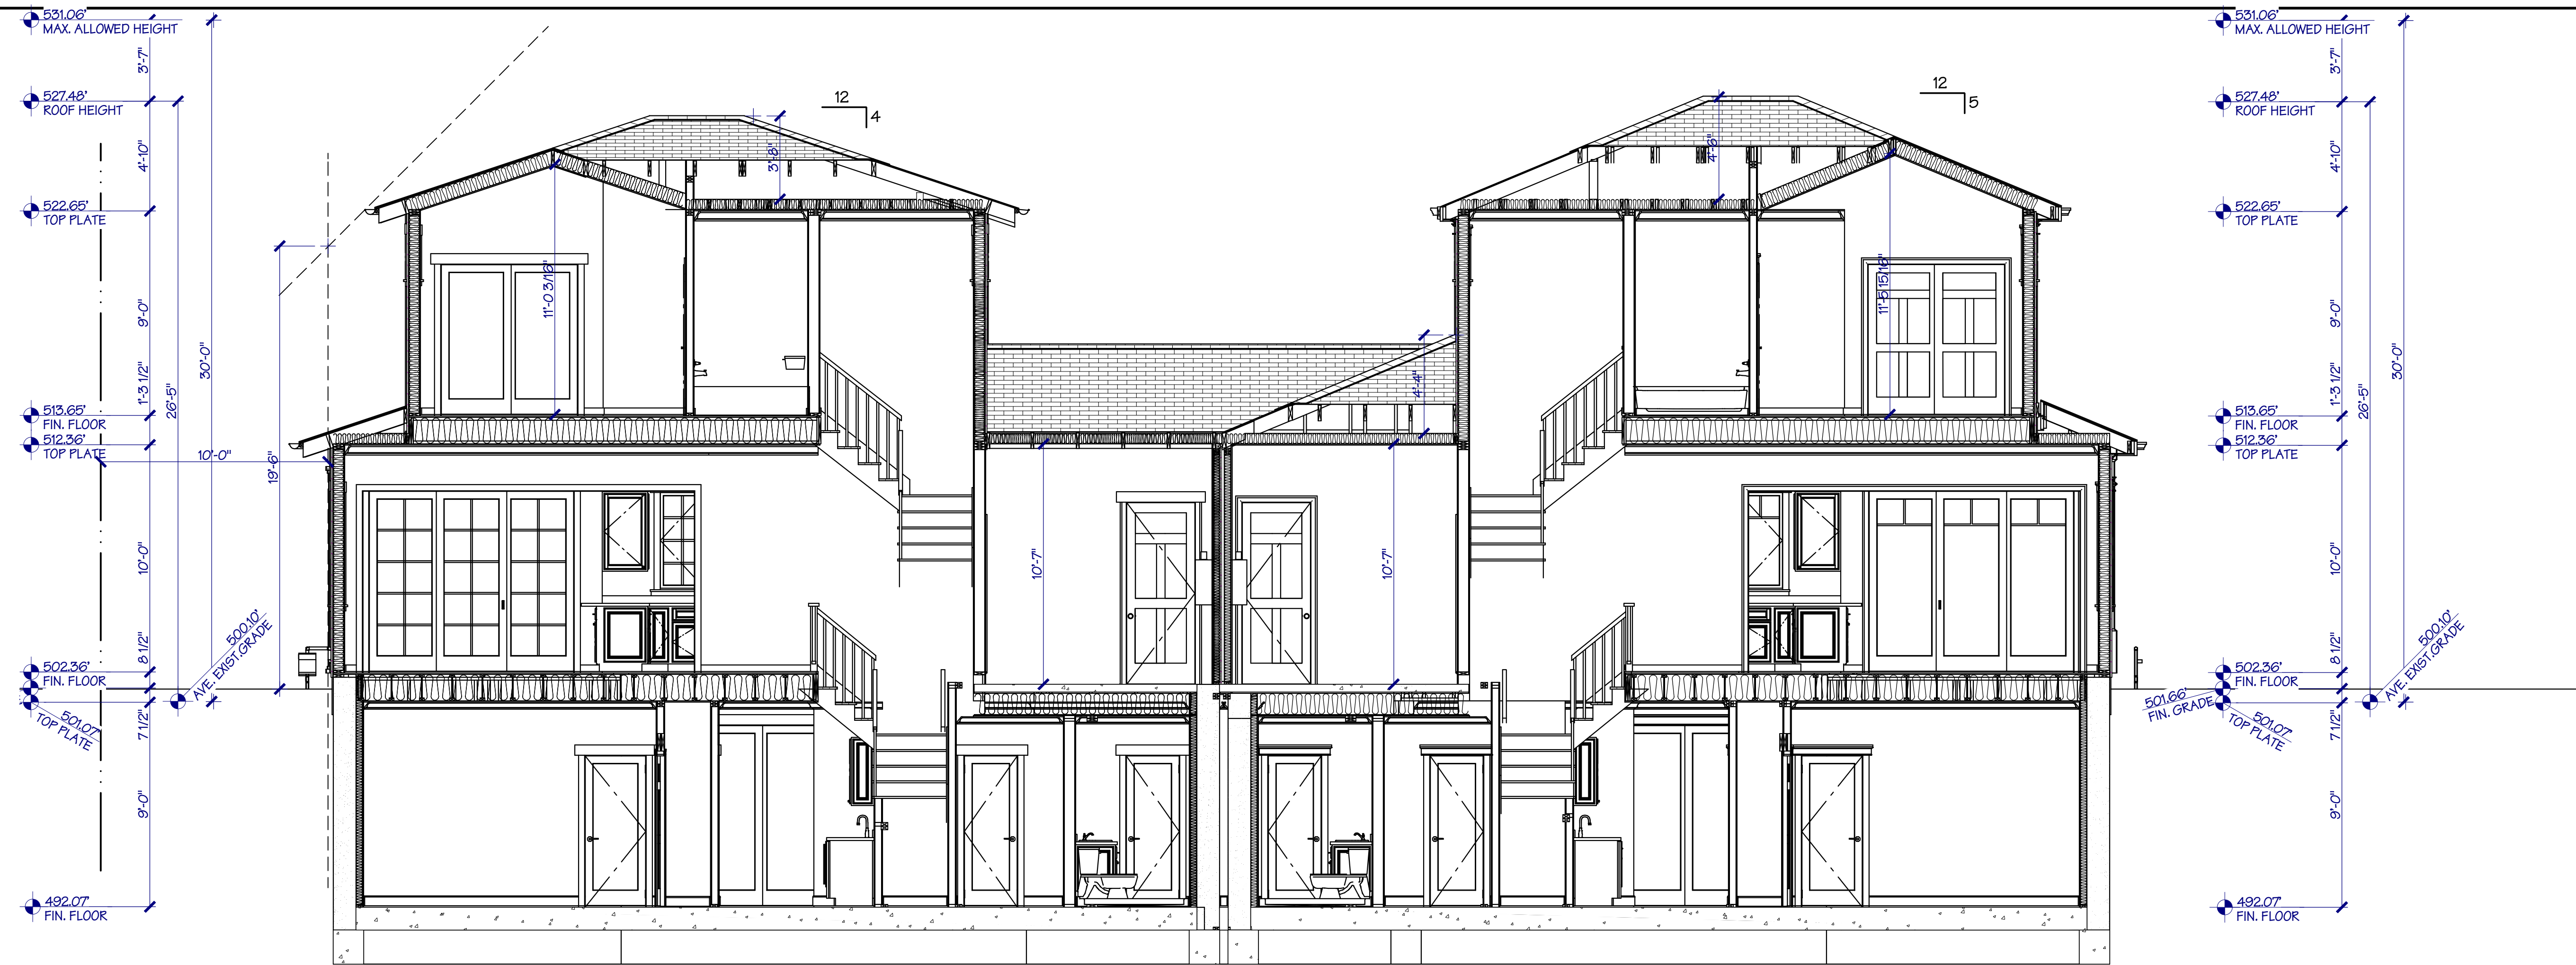 531.06'
MAX. ALLOWED HEIGHT
3'-7"
527.48'
ROOF HEIGHT
4'-10"
522.65'
TOP PLATE
9'-0"
1'-3 1/2"
513.65'
FIN. FLOOR
512.36'
TOP PLATE
10'-0"
10'-0"
8 1/2"
502.36'
FIN. FLOOR
501.07'
TOP PLATE
7 1/2"
9'-0"
492.07'
FIN. FLOOR
26'-5"
30'-0"
19'-6"
500.10'
AVE. EXIST.GRADE
12
4
3'-8"
11'-0 3/16"
10'-7"
4'-4"
10'-7"
12
5
4'-6"
11'-5 15/16"
531.06'
MAX. ALLOWED HEIGHT
3'-7"
527.48'
ROOF HEIGHT
4'-10"
522.65'
TOP PLATE
9'-0"
1'-3 1/2"
513.65'
FIN. FLOOR
512.36'
TOP PLATE
10'-0"
8 1/2"
502.36'
FIN. FLOOR
501.66'
FIN. GRADE
501.07'
TOP PLATE
7 1/2"
9'-0"
492.07'
FIN. FLOOR
26'-5"
30'-0"
500.10'
AVE. EXIST.GRADE